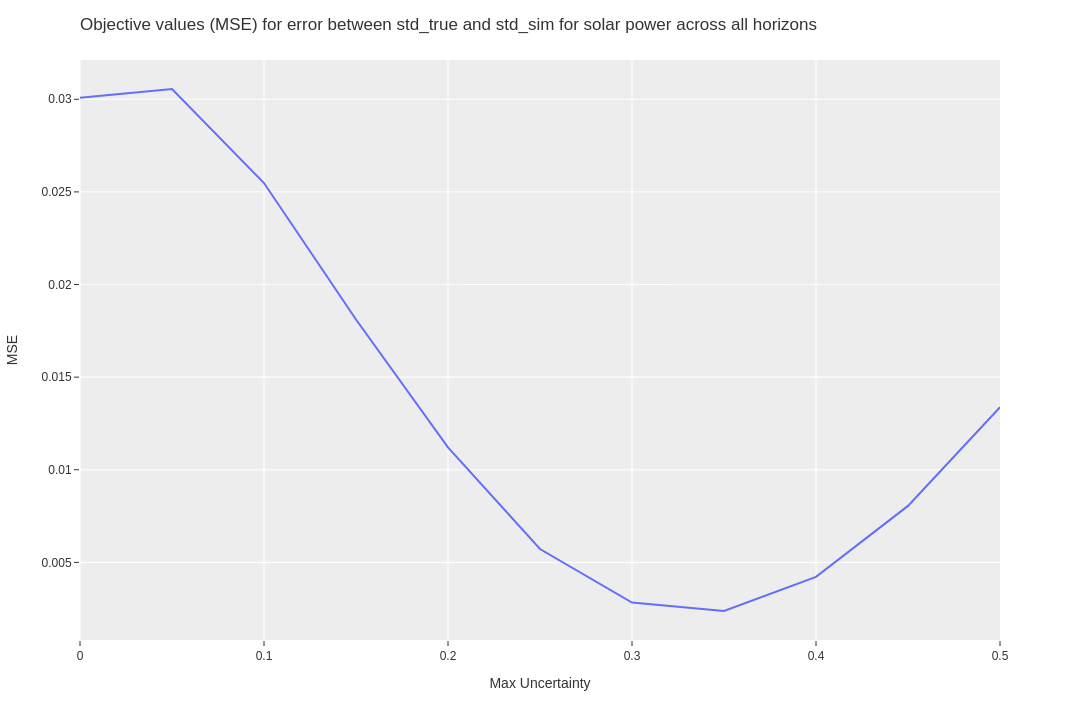 Objective values (MSE) for error between std_true and std_sim for solar power across all horizons
0.03
0.025
0.02
0.015
0.01
0.005
MSE
0 0.1 0.2 0.3 0.4 0.5
Max Uncertainty